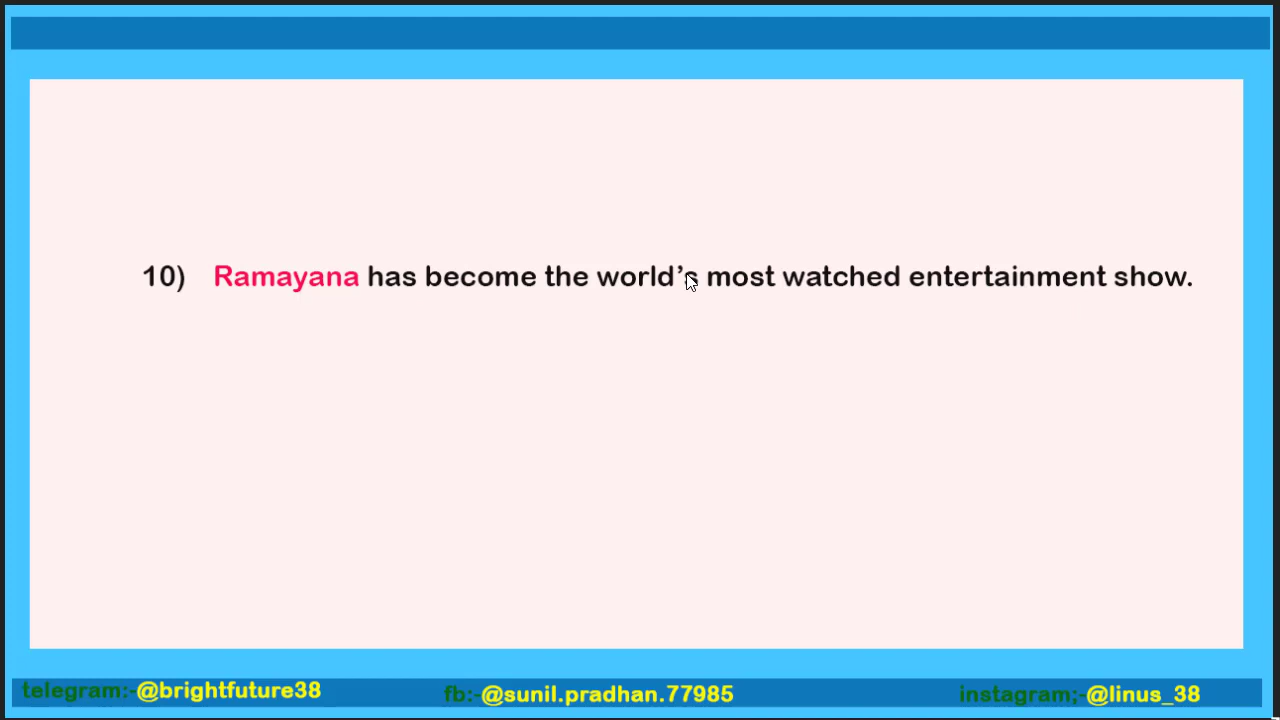 10) Ramayana has become the world's most watched entertainment show.
telegram:-@brightfuture38 fb:-@sunil.pradhan.77985 instagram;-@linus_38